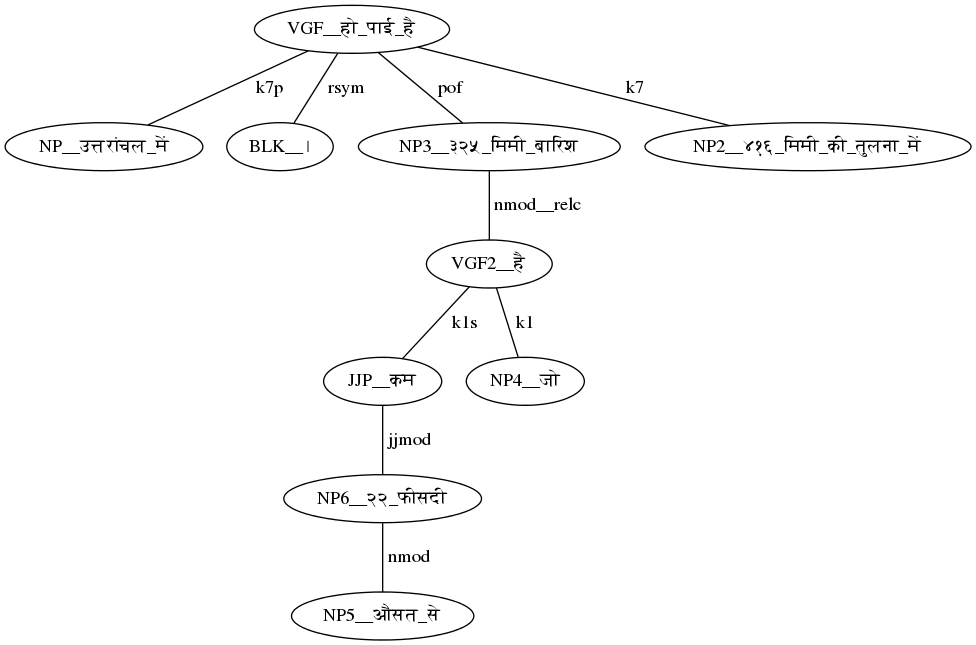 VGF__हो_पाई_है
k7p rsym pof k7
NP__उत्तरांचल_में BLK__। NP3__३२५_मिमी_बारिश NP2__४१६_मिमी_की_तुलना_में
nmod__relc
VGF2__है
k1s k1
JJP__कम NP4__जो
jjmod
NP6__२२_फीसदी
nmod
NP5__औसत_से